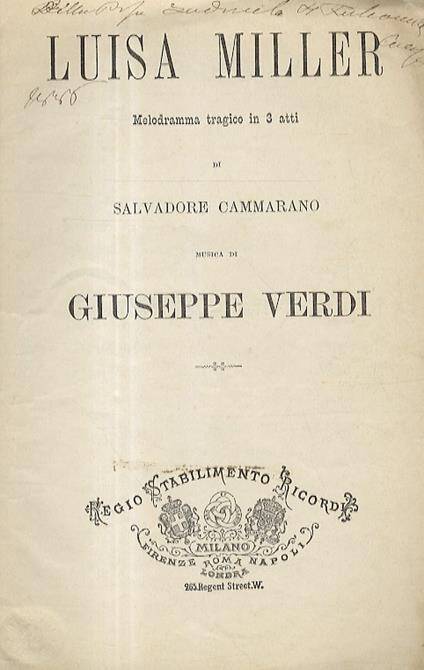 LUISA MILLER
Melodramma tragico in 3 atti
DI
SALVADORE CAMMARANO
MUSICA DI
GIUSEPPE VERDI
REGIO STABILIMENTO RICORDI
MILANO
FIRENZE ROMA NAPOLI
LONDRA
265.Regent Street.W.